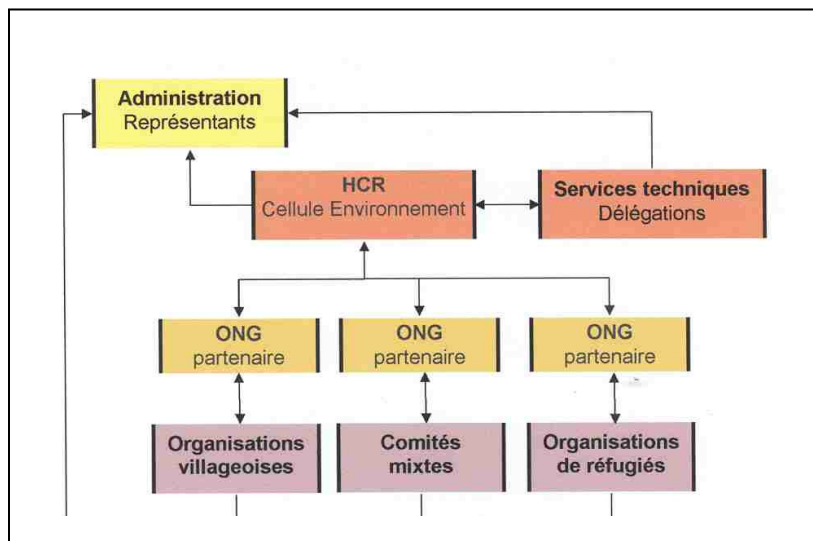 Administration
Représentants
HCR
Cellule Environnement
Services techniques
Délégations
ONG
partenaire
ONG
partenaire
ONG
partenaire
Organisations
villageoises
Comités
mixtes
Organisations
de réfugiés